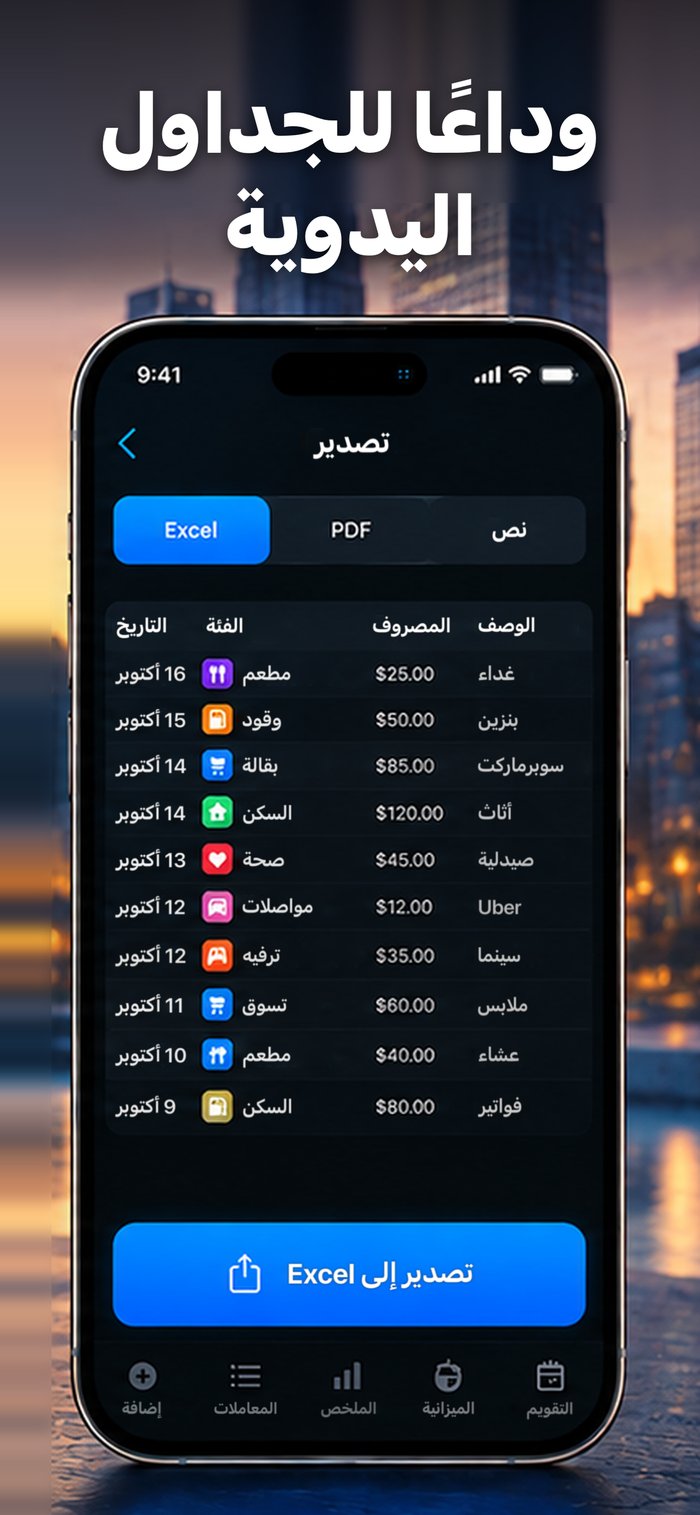 وداعًا للجداول
اليدوية
9:41
تصدير
Excel PDF نص
التاريخ الفئة المصروف الوصف
16 أكتوبر مطعم $25.00 غداء
15 أكتوبر وقود $50.00 بنزين
14 أكتوبر بقالة $85.00 سوبرماركت
14 أكتوبر السكن $120.00 أثاث
13 أكتوبر صحة $45.00 صيدلية
12 أكتوبر مواصلات $12.00 Uber
12 أكتوبر ترفيه $35.00 سينما
11 أكتوبر تسوق $60.00 ملابس
10 أكتوبر مطعم $40.00 عشاء
9 أكتوبر السكن $80.00 فواتير
تصدير إلى Excel
إضافة المعاملات الملخص الميزانية التقويم